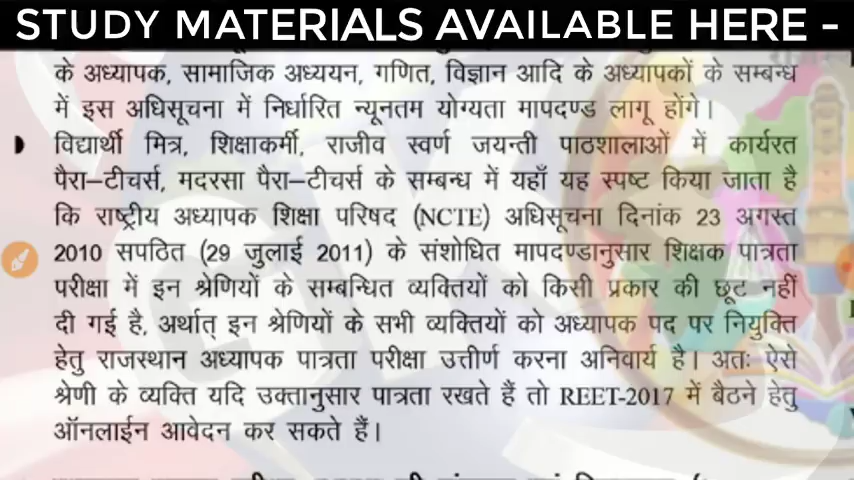 STUDY MATERIALS AVAILABLE HERE -
के अध्यापक, सामाजिक अध्ययन, गणित, विज्ञान आदि के अध्यापकों के सम्बन्ध
में इस अधिसूचना में निर्धारित न्यूनतम योग्यता मापदण्ड लागू होंगे।
विद्यार्थी मित्र, शिक्षाकर्मी, राजीव स्वर्ण जयन्ती पाठशालाओं में कार्यरत
पैरा–टीचर्स, मदरसा पैरा–टीचर्स के सम्बन्ध में यहाँ यह स्पष्ट किया जाता है
कि राष्ट्रीय अध्यापक शिक्षा परिषद (NCTE) अधिसूचना दिनांक 23 अगस्त
2010 सपठित (29 जुलाई 2011) के संशोधित मापदण्डानुसार शिक्षक पात्रता
परीक्षा में इन श्रेणियों के सम्बन्धित व्यक्तियों को किसी प्रकार की छूट नहीं
दी गई है, अर्थात् इन श्रेणियों के सभी व्यक्तियों को अध्यापक पद पर नियुक्ति
हेतु राजस्थान अध्यापक पात्रता परीक्षा उत्तीर्ण करना अनिवार्य है। अतः ऐसे
श्रेणी के व्यक्ति यदि उक्तानुसार पात्रता रखते हैं तो REET-2017 में बैठने हेतु
ऑनलाईन आवेदन कर सकते हैं।